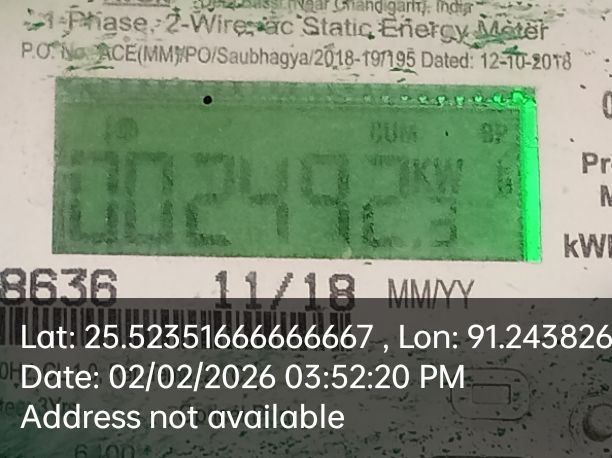 1-Phase, 2-Wire, ac Static Energy Meter
P.O. No. ACE(MM)/PO/Saubhagya/2018-19/195 Dated: 12-10-2018
CUM
KW
8636 11/18 MM/YY
Lat: 25.52351666666667 , Lon: 91.243826
Date: 02/02/2026 03:52:20 PM
Address not available